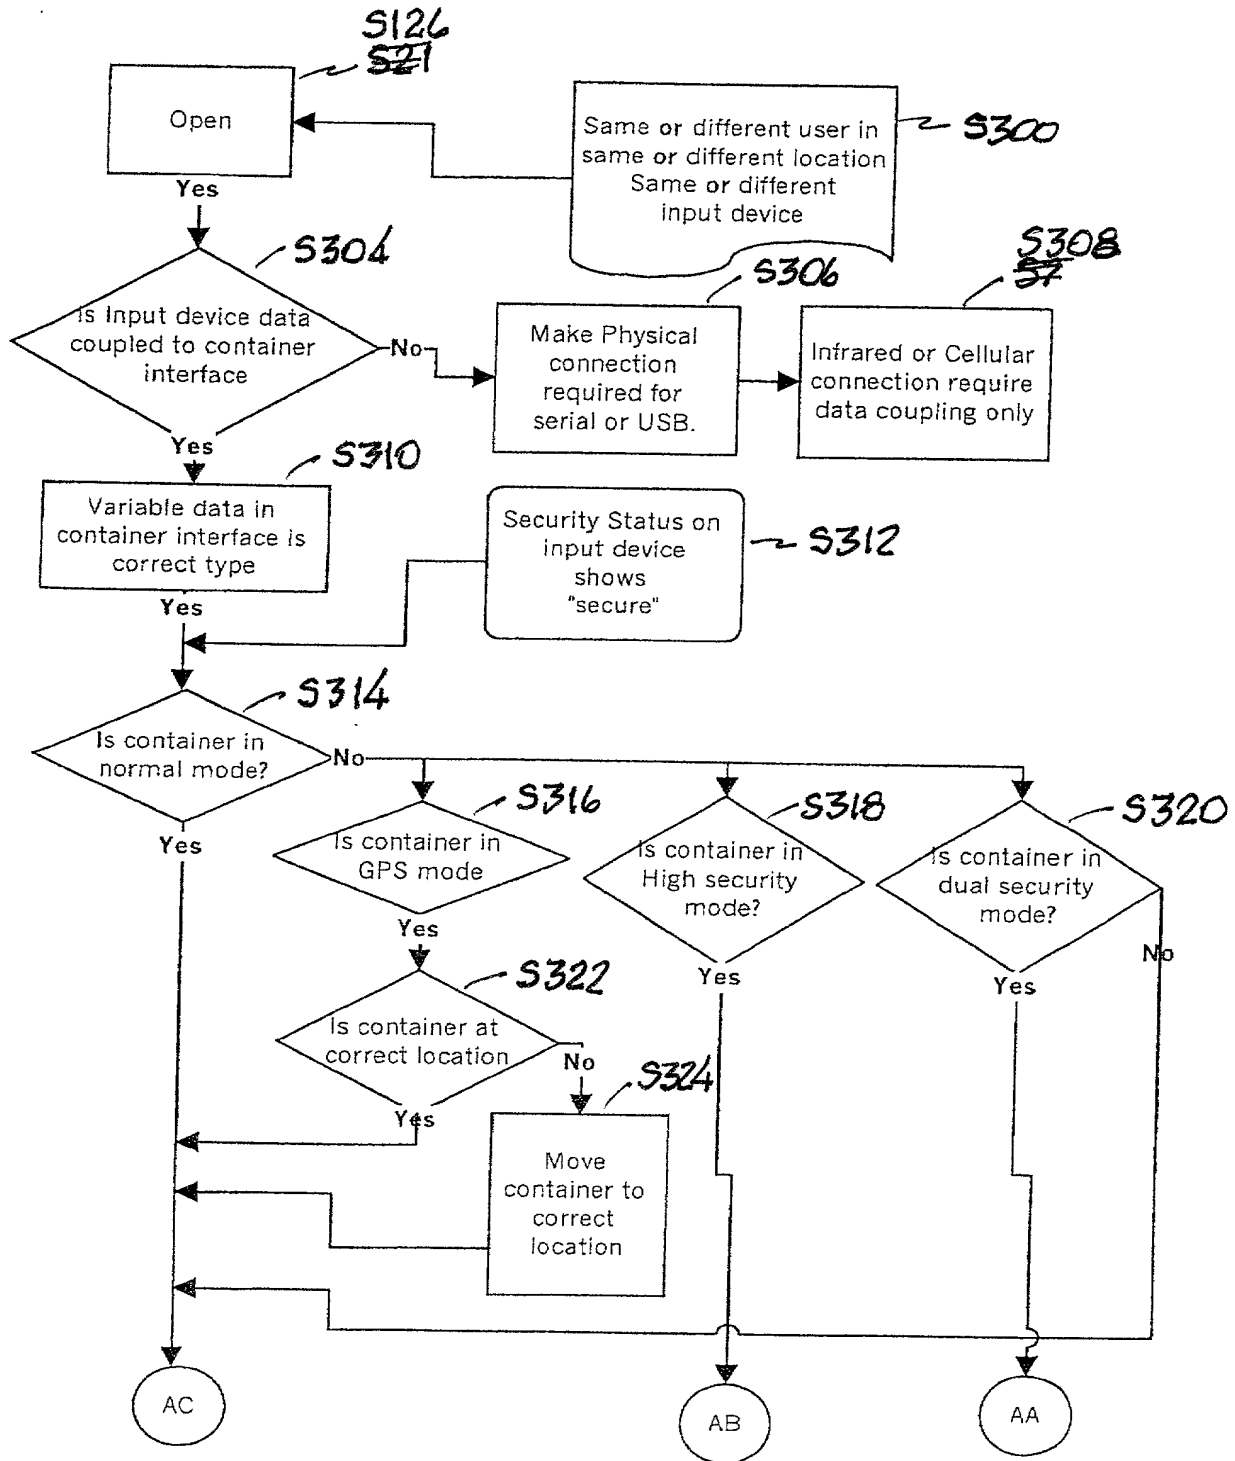 S126
S21
Open
Same or different user in
same or different location
Same or different
input device
S300
Yes
S304
Is Input device data
coupled to container
interface
No
S306
Make Physical
connection
required for
serial or USB.
S308
S7
Infrared or Cellular
connection require
data coupling only
Yes
S310
Variable data in
container interface is
correct type
Security Status on
input device
shows
"secure"
S312
Yes
S314
Is container in
normal mode?
No
Yes
S316
Is container in
GPS mode
S318
Is container in
High security
mode?
S320
Is container in
dual security
mode?
Yes
No
Yes
Yes
S322
Is container at
correct location
No
S324
Yes
Move
container to
correct
location
AC
AB
AA